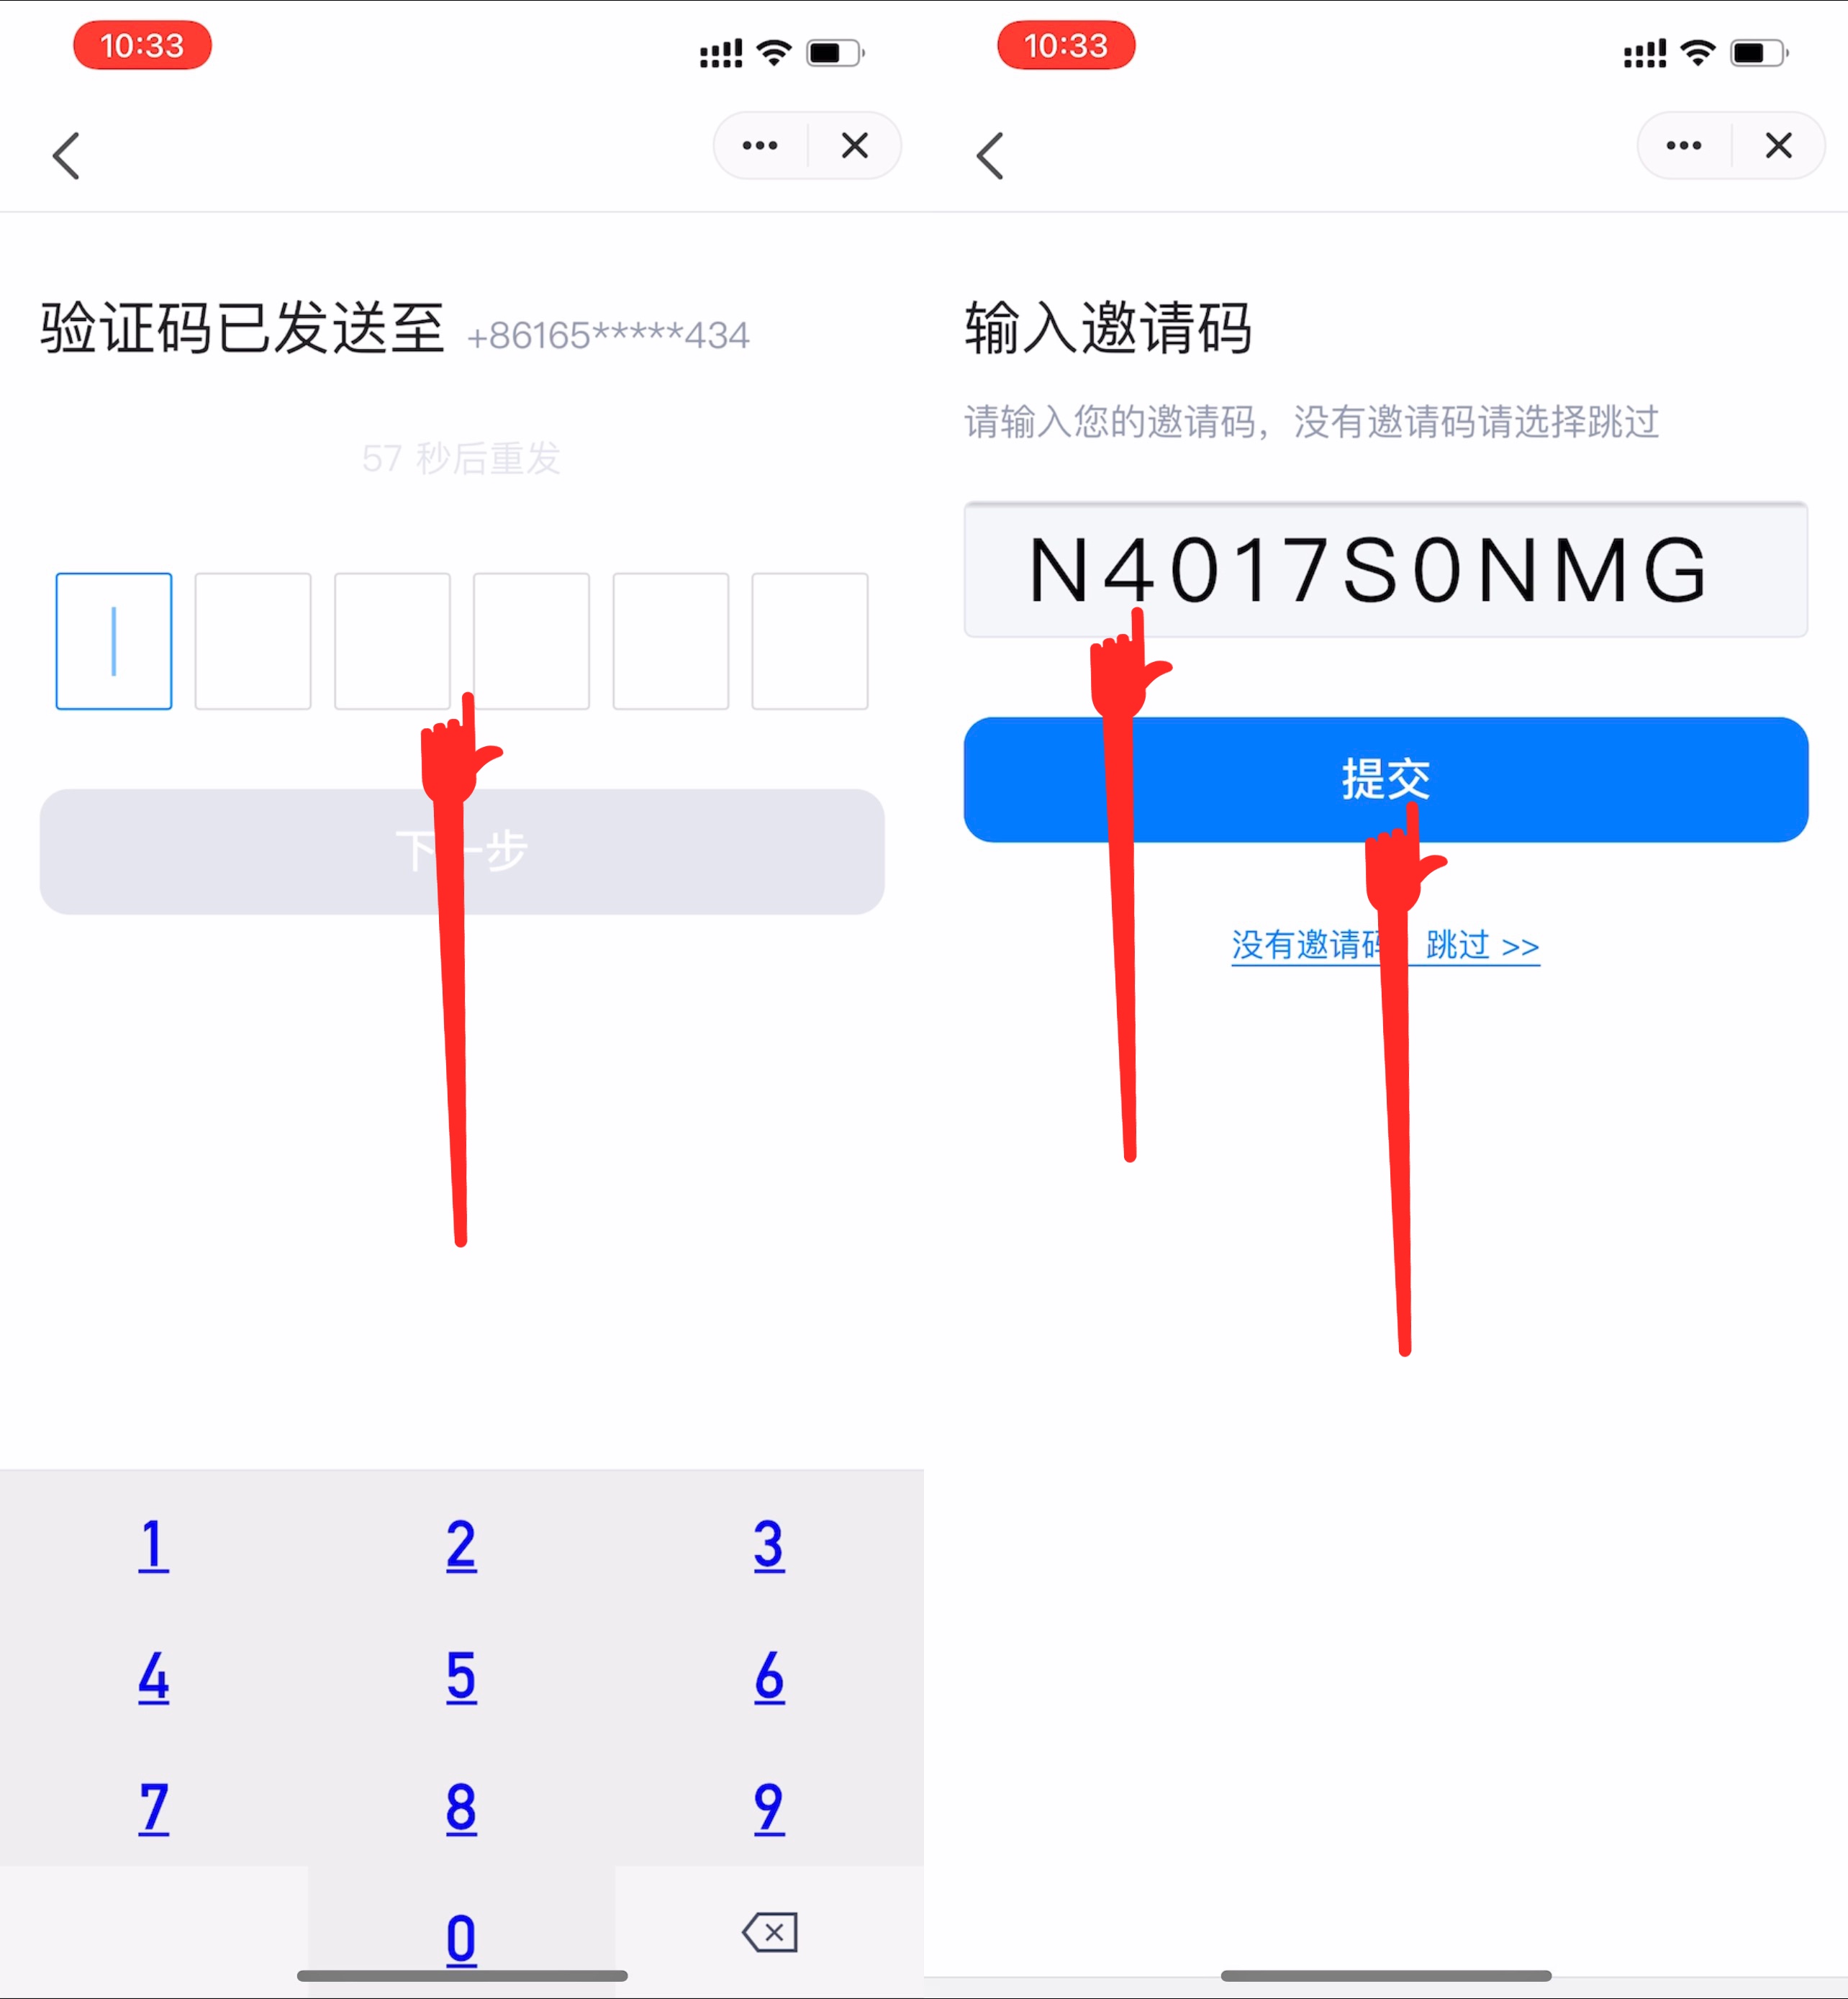 10:33
验证码已发送至 +86165*****434
57 秒后重发
下一步
1 2 3
4 5 6
7 8 9
0
10:33
输入邀请码
请输入您的邀请码，没有邀请码请选择跳过
N4017S0NMG
提交
没有邀请码 跳过 >>